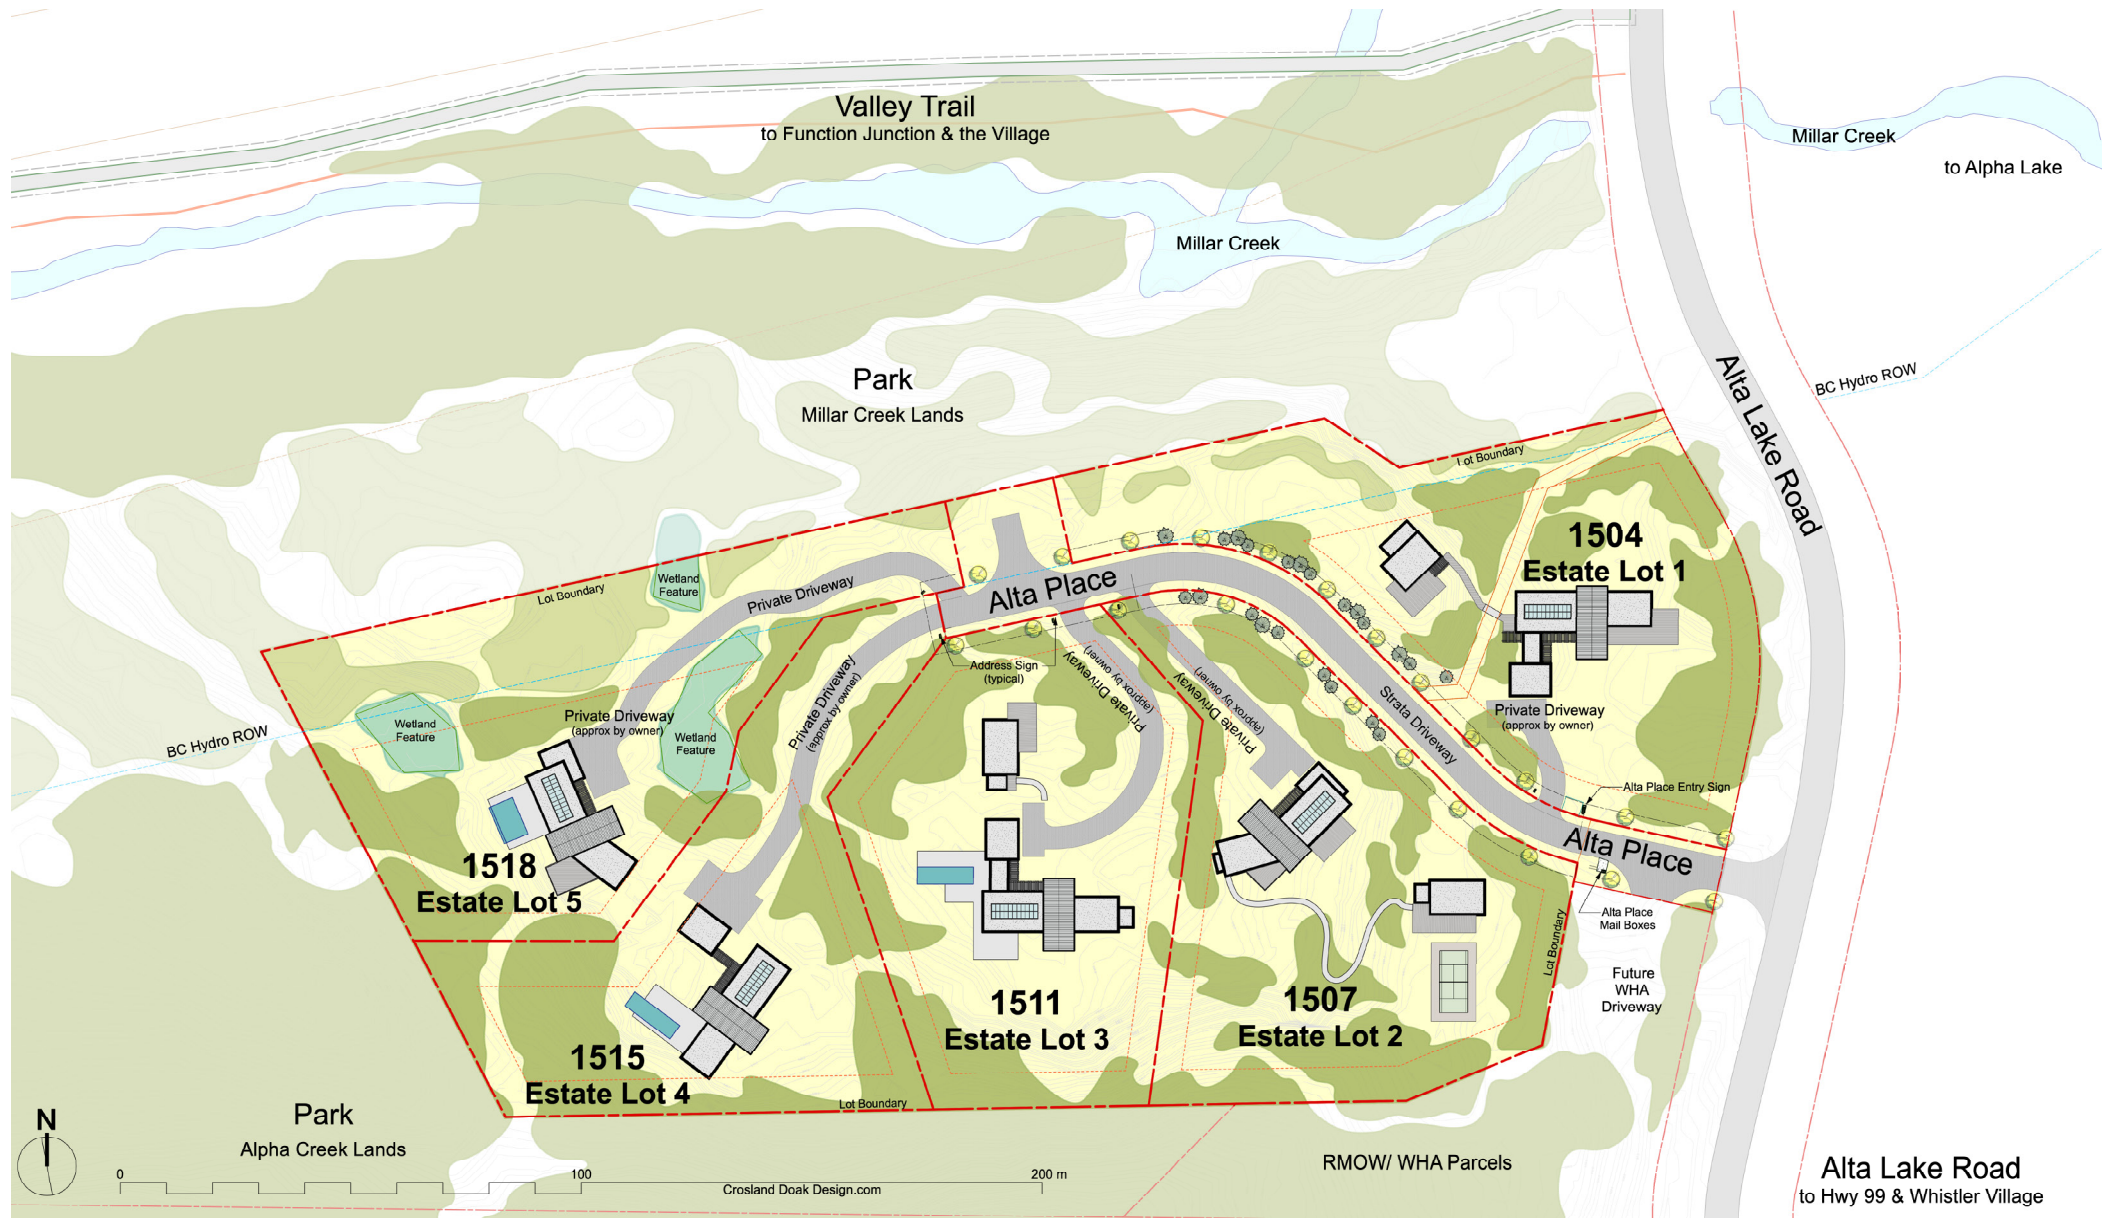 Valley Trail
to Function Junction & the Village
Millar Creek
to Alpha Lake
Millar Creek
Park
Millar Creek Lands
Alta Lake Road
BC Hydro ROW
Lot Boundary
1504
Estate Lot 1
Alta Place
Private Driveway
Wetland
Feature
Lot Boundary
Address Sign
(typical)
Private Driveway
(approx by owner)
Private Driveway
(approx by owner)
Private Driveway
(approx by owner)
Strata Driveway
Private Driveway
(approx by owner)
Private Driveway
(approx by owner)
Wetland
Feature
Wetland
Feature
BC Hydro ROW
Alta Place Entry Sign
Alta Place
1518
Estate Lot 5
Alta Place
Mail Boxes
Lot Boundary
Future
WHA
Driveway
1511
Estate Lot 3
1507
Estate Lot 2
1515
Estate Lot 4
Lot Boundary
Park
Alpha Creek Lands
N
0
100
200 m
Crosland Doak Design.com
RMOW/ WHA Parcels
Alta Lake Road
to Hwy 99 & Whistler Village